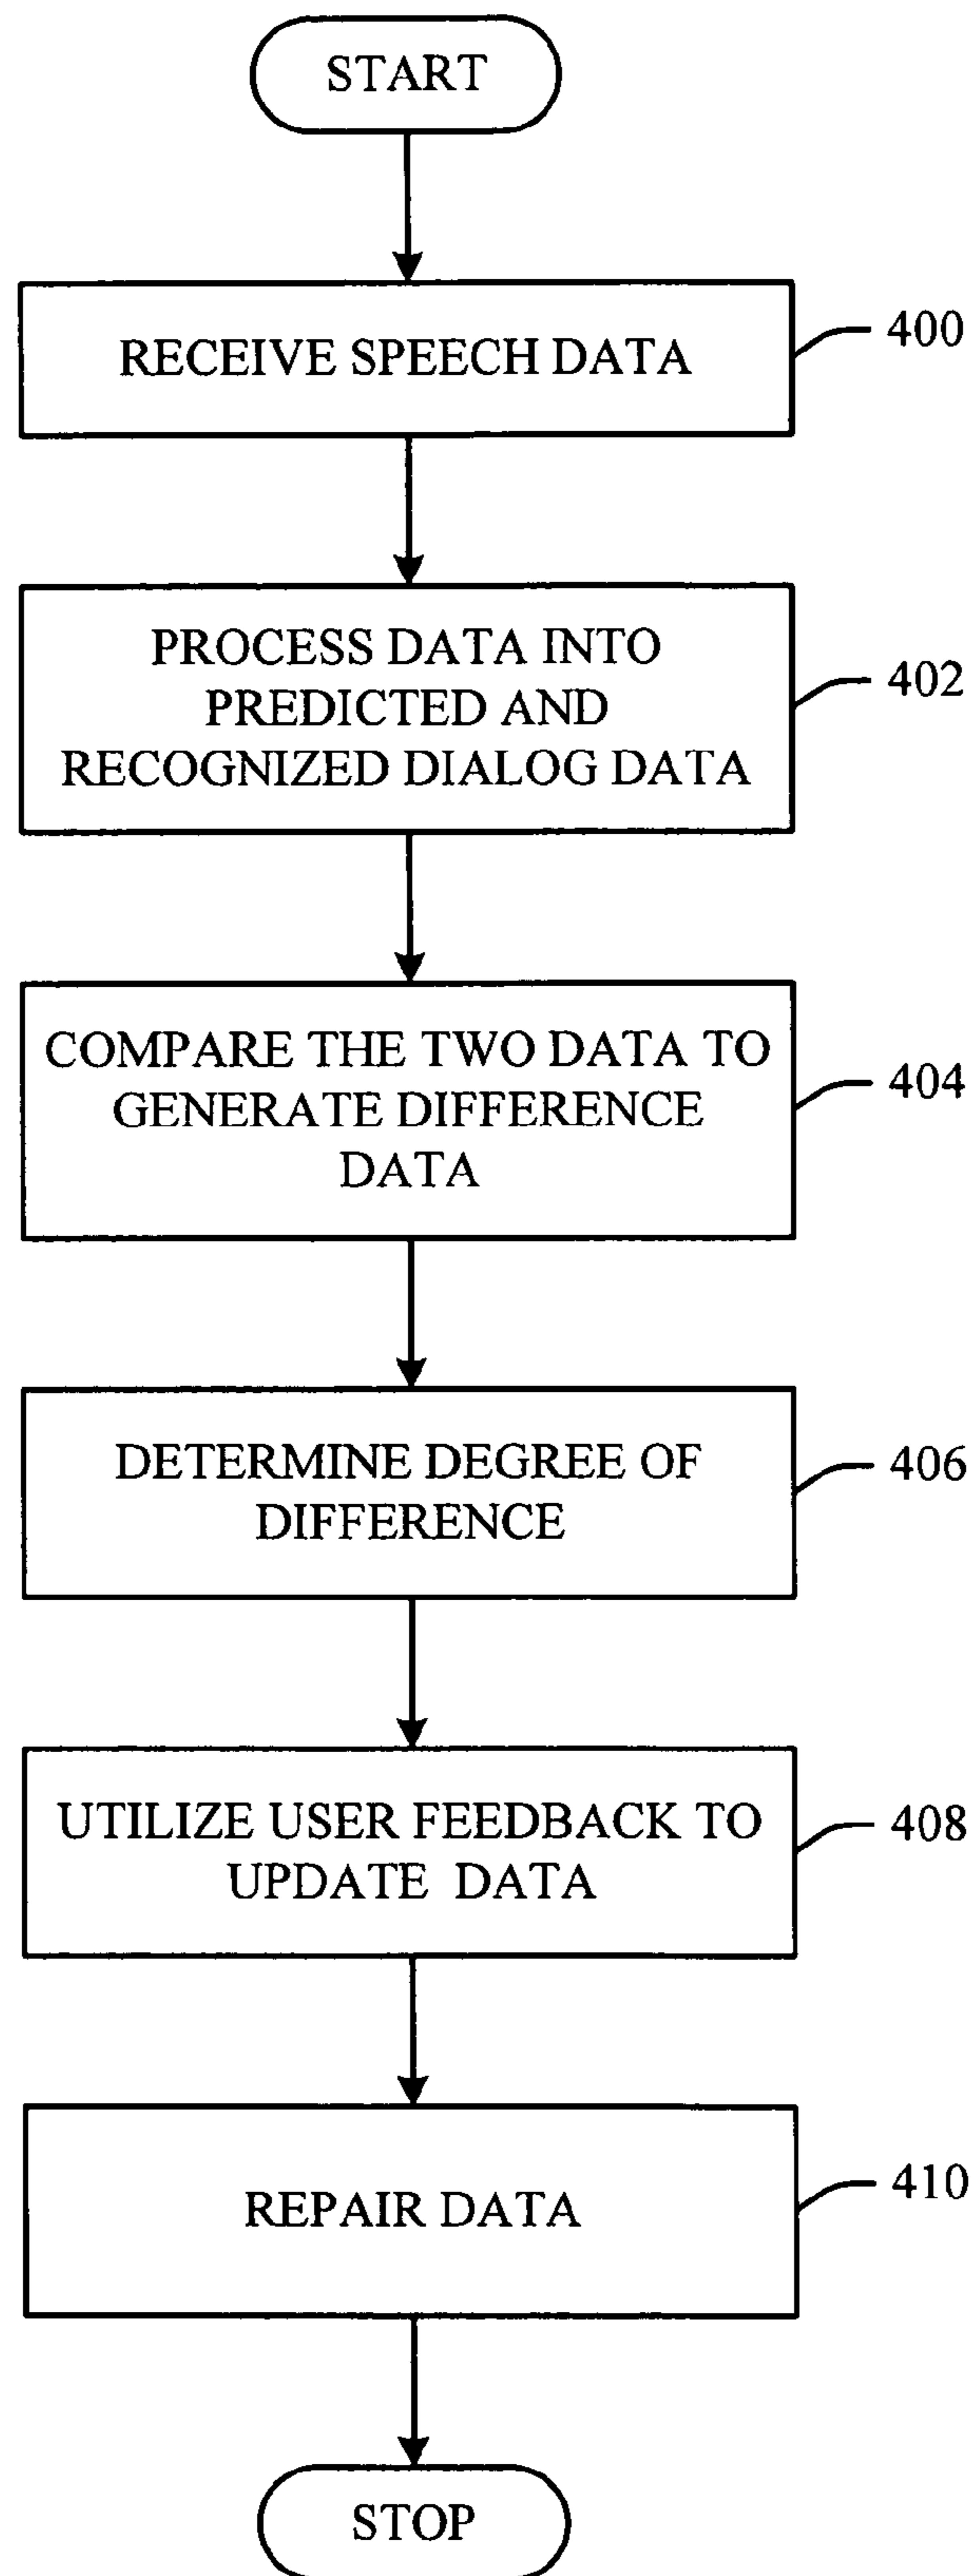 START
RECEIVE SPEECH DATA
400
PROCESS DATA INTO
PREDICTED AND
RECOGNIZED DIALOG DATA
402
COMPARE THE TWO DATA TO
GENERATE DIFFERENCE
DATA
404
DETERMINE DEGREE OF
DIFFERENCE
406
UTILIZE USER FEEDBACK TO
UPDATE DATA
408
REPAIR DATA
410
STOP